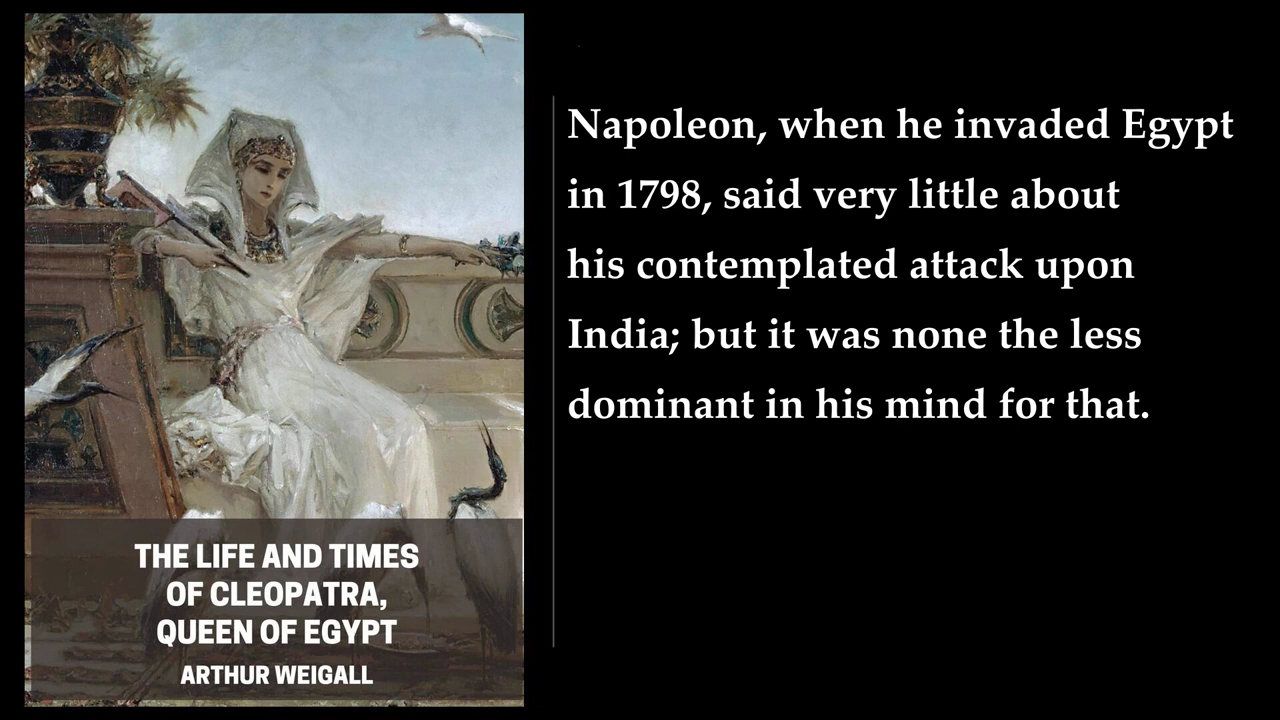 Napoleon, when he invaded Egypt
in 1798, said very little about
his contemplated attack upon
India; but it was none the less
dominant in his mind for that.
THE LIFE AND TIMES
OF CLEOPATRA,
QUEEN OF EGYPT
ARTHUR WEIGALL